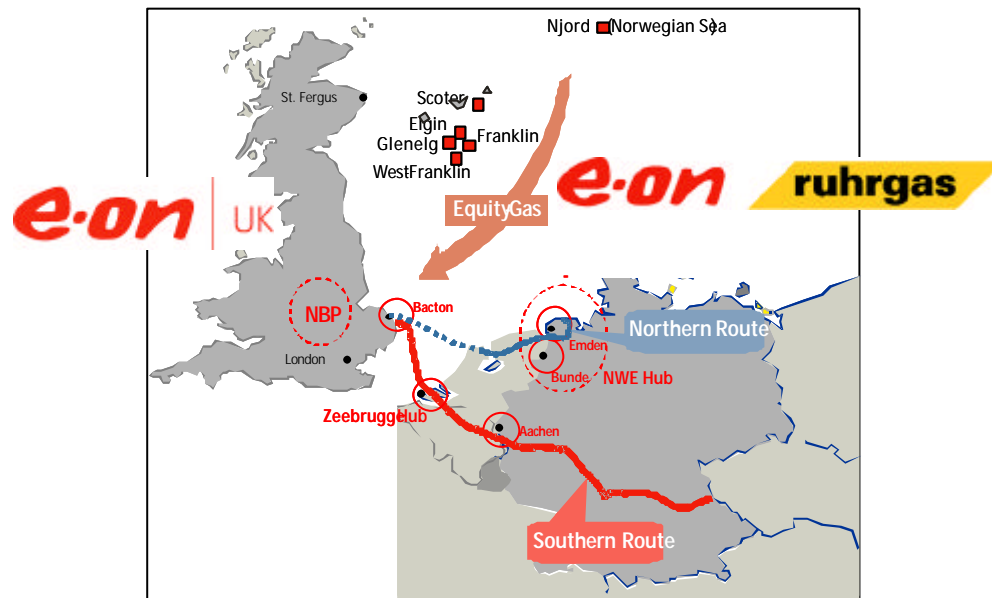 Njord (Norwegian Sea)
St. Fergus
Scoter
Elgin
Glenelg
Franklin
WestFranklin
e·on | UK
EquityGas
e·on ruhrgas
NBP
Bacton
London
Northern Route
Emden
Bunde
NWE Hub
ZeebruggeHub
Aachen
Southern Route